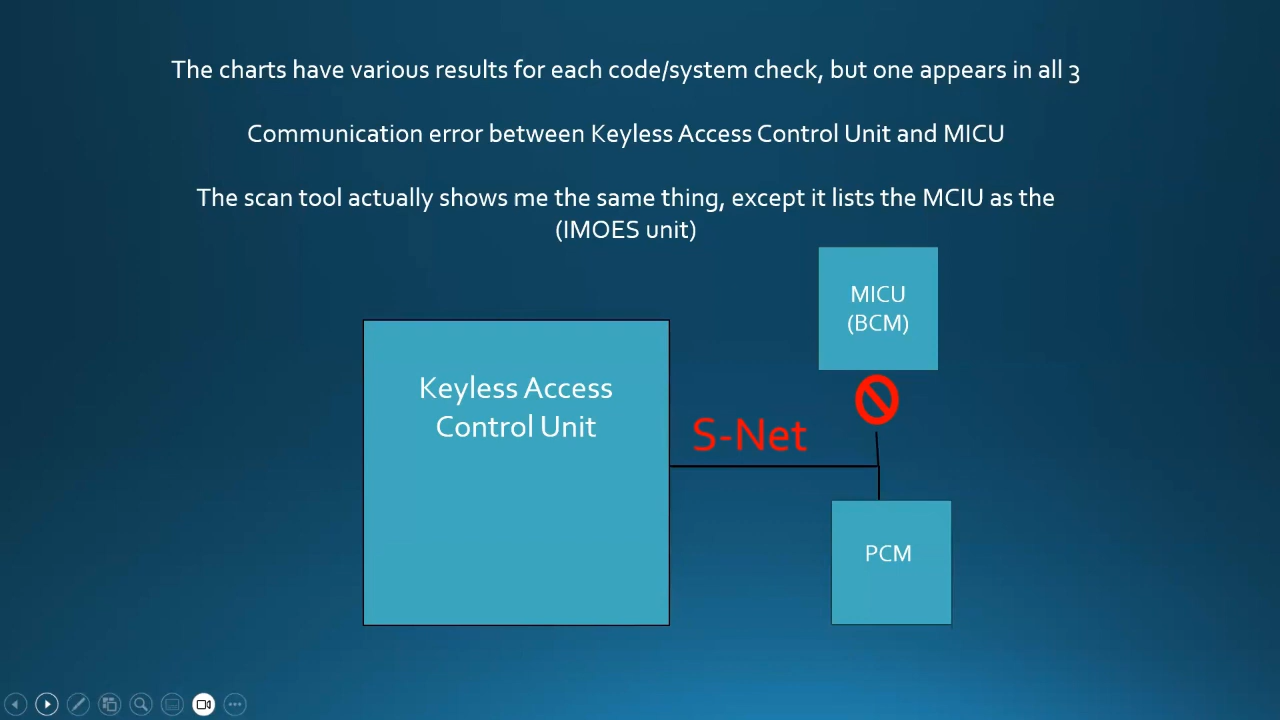 The charts have various results for each code/system check, but one appears in all 3
Communication error between Keyless Access Control Unit and MICU
The scan tool actually shows me the same thing, except it lists the MCIU as the
(IMOES unit)
MICU
(BCM)
Keyless Access
Control Unit
S-Net
PCM